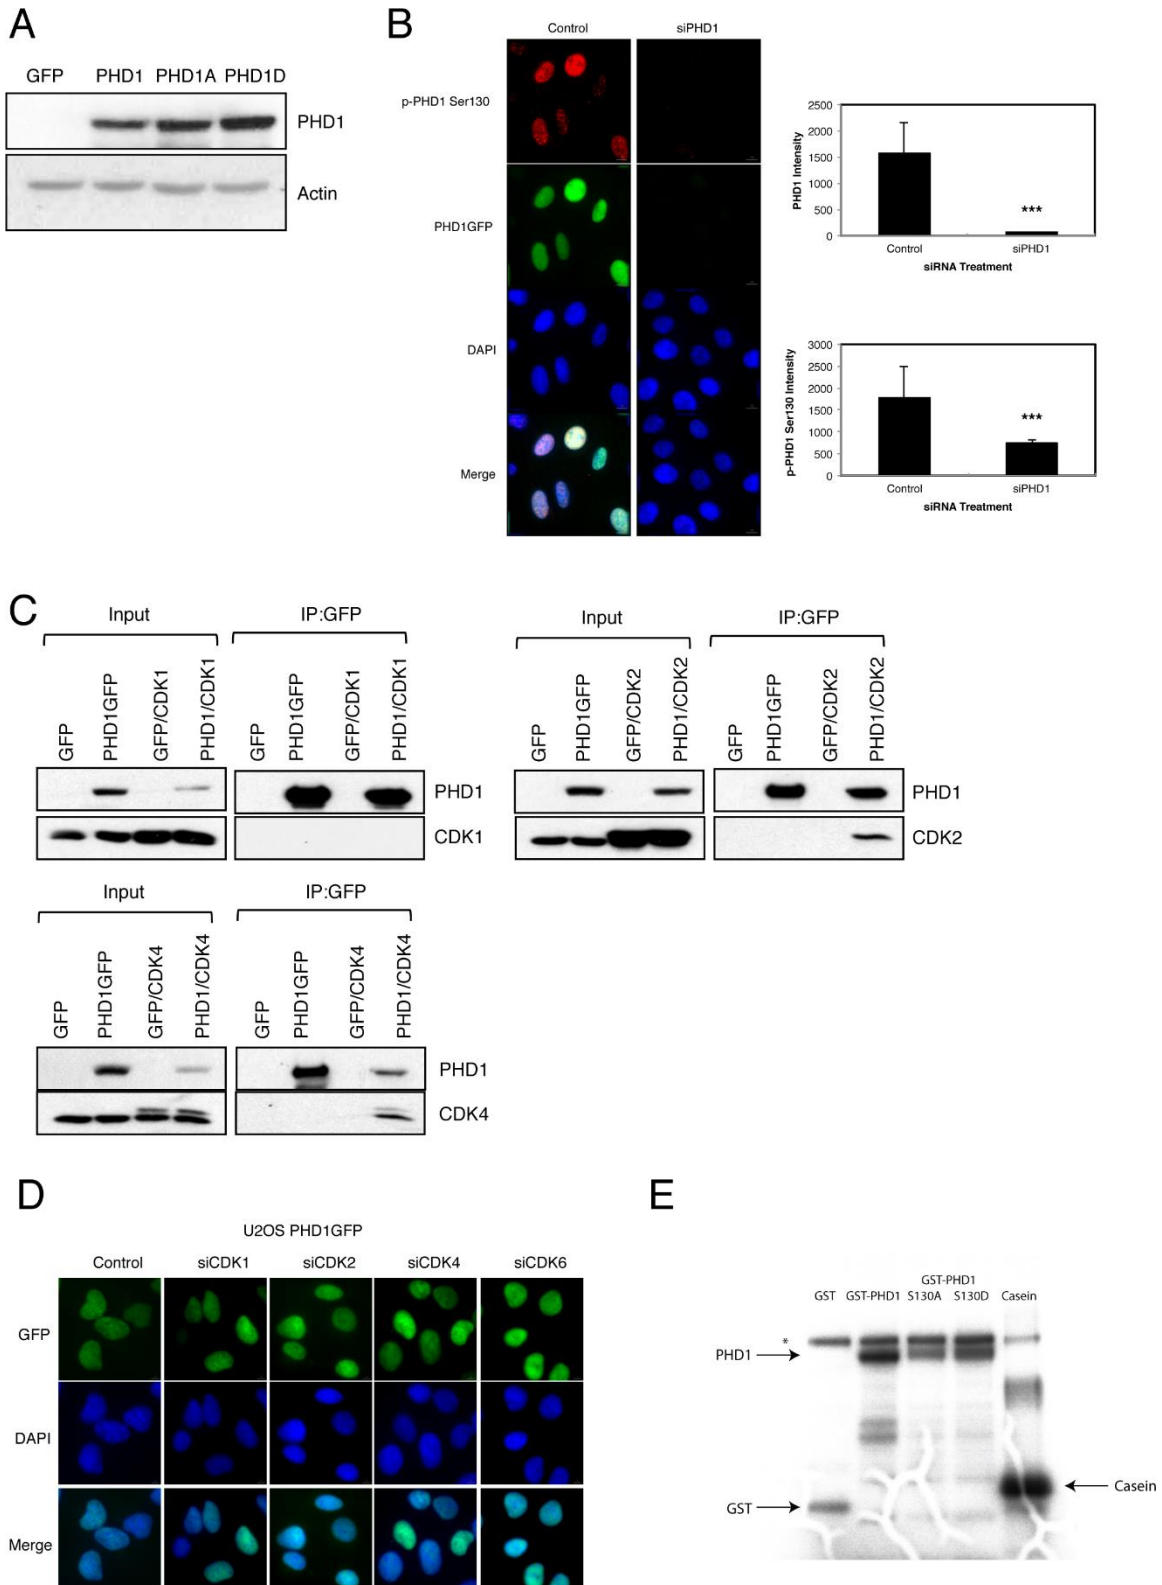 A
GFP PHD1 PHD1A PHD1D
PHD1
Actin
B
Control siPHD1
p-PHD1 Ser130
PHD1GFP
DAPI
Merge
PHD1 Intensity
2500
2000
1500
1000
500
0
***
Control siPHD1
siRNA Treatment
p-PHD1 Ser130 Intensity
3000
2500
2000
1500
1000
500
0
***
Control siPHD1
siRNA Treatment
C
Input IP:GFP
GFP PHD1GFP GFP/CDK1 PHD1/CDK1 GFP PHD1GFP GFP/CDK1 PHD1/CDK1
PHD1
CDK1
Input IP:GFP
GFP PHD1GFP GFP/CDK2 PHD1/CDK2 GFP PHD1GFP GFP/CDK2 PHD1/CDK2
PHD1
CDK2
Input IP:GFP
GFP PHD1GFP GFP/CDK4 PHD1/CDK4 GFP PHD1GFP GFP/CDK4 PHD1/CDK4
PHD1
CDK4
D
U2OS PHD1GFP
Control siCDK1 siCDK2 siCDK4 siCDK6
GFP
DAPI
Merge
E
GST-PHD1
GST GST-PHD1 S130A S130D Casein
*
PHD1
Casein
GST